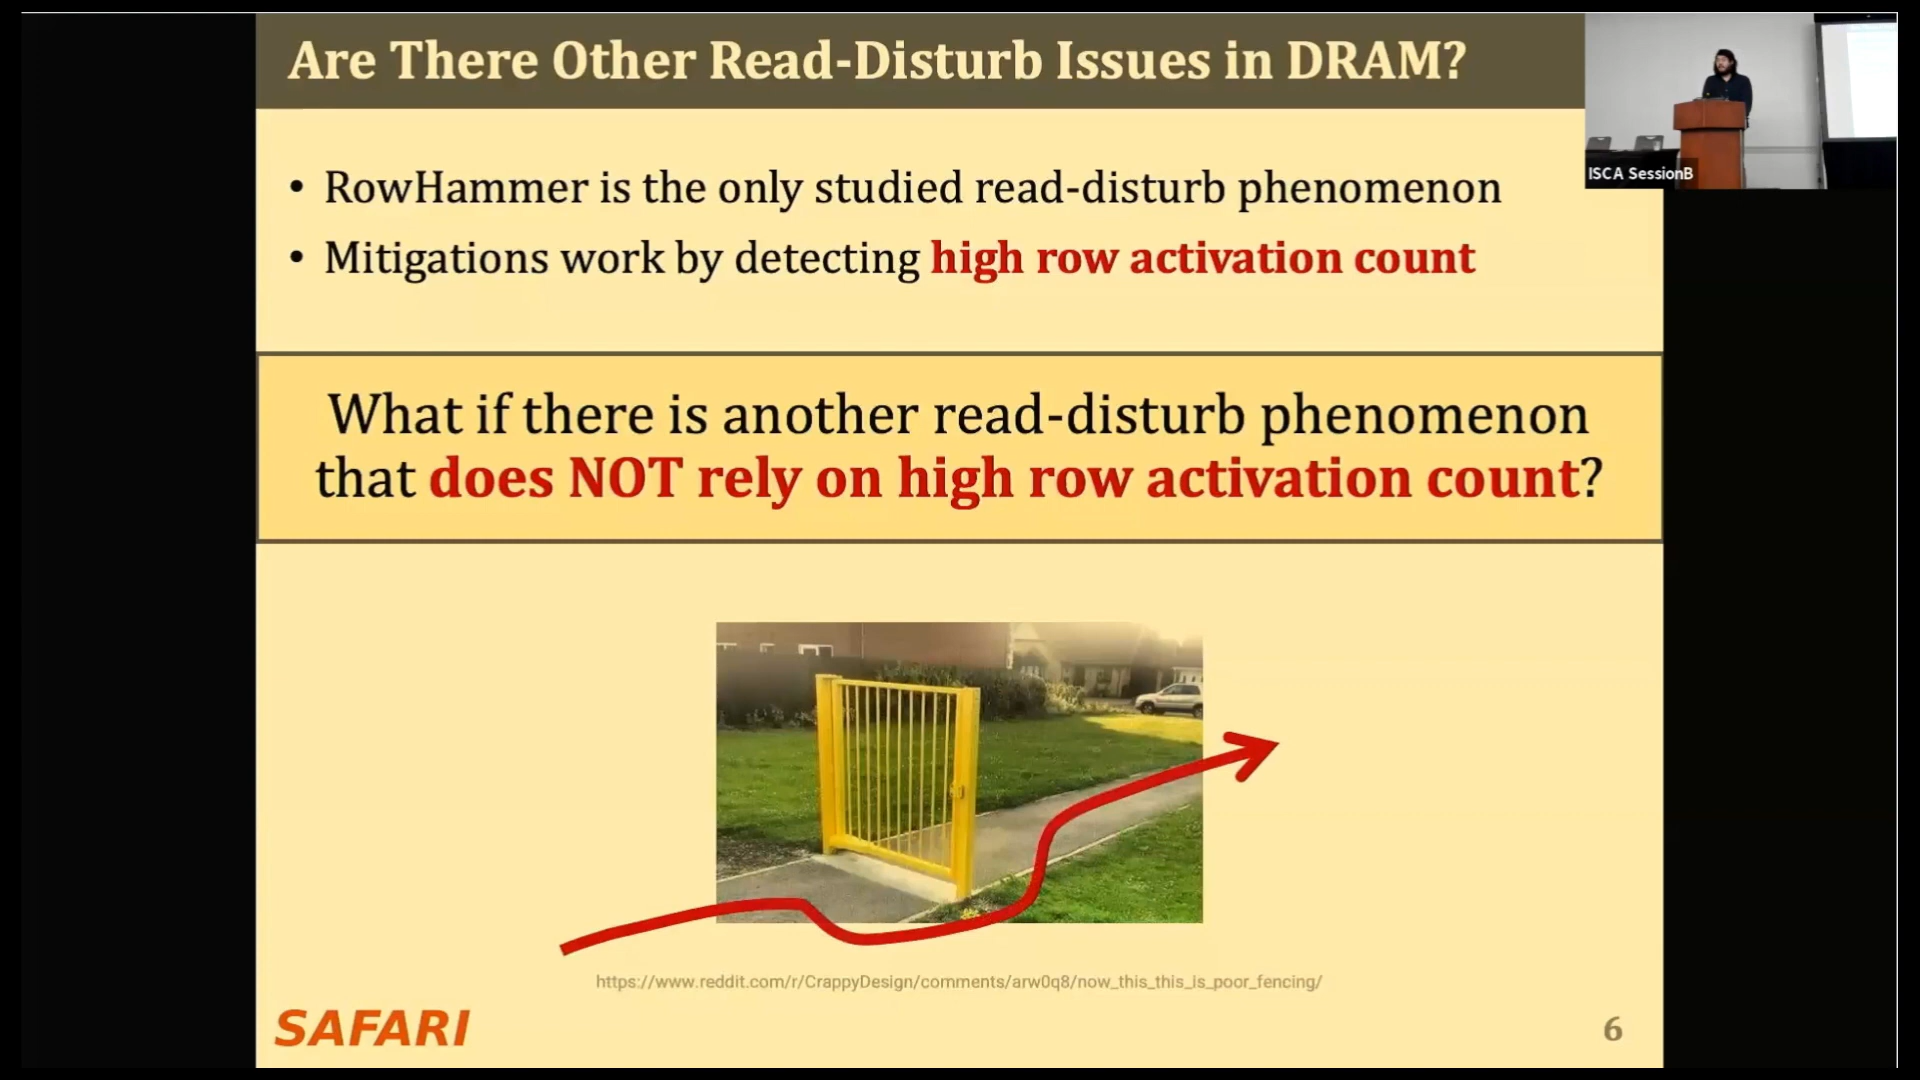 Are There Other Read-Disturb Issues in DRAM?
ISCA SessionB
• RowHammer is the only studied read-disturb phenomenon
• Mitigations work by detecting high row activation count
What if there is another read-disturb phenomenon
that does NOT rely on high row activation count?
https://www.reddit.com/r/CrappyDesign/comments/arw0q8/now_this_this_is_poor_fencing/
SAFARI
6